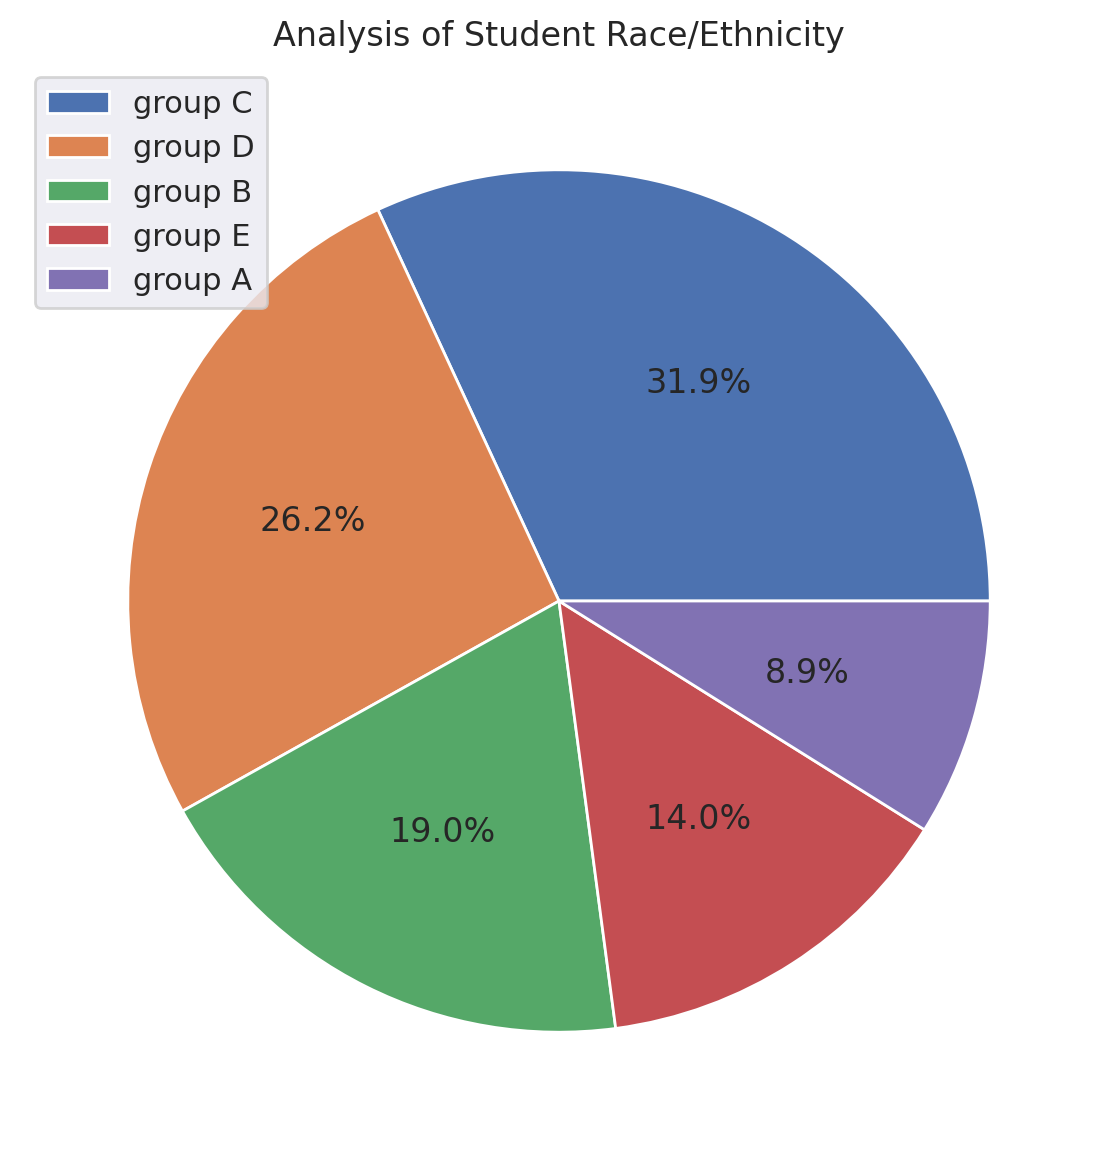 Analysis of Student Race/Ethnicity
group C
group D
group B
group E
group A
31.9%
26.2%
8.9%
19.0%
14.0%